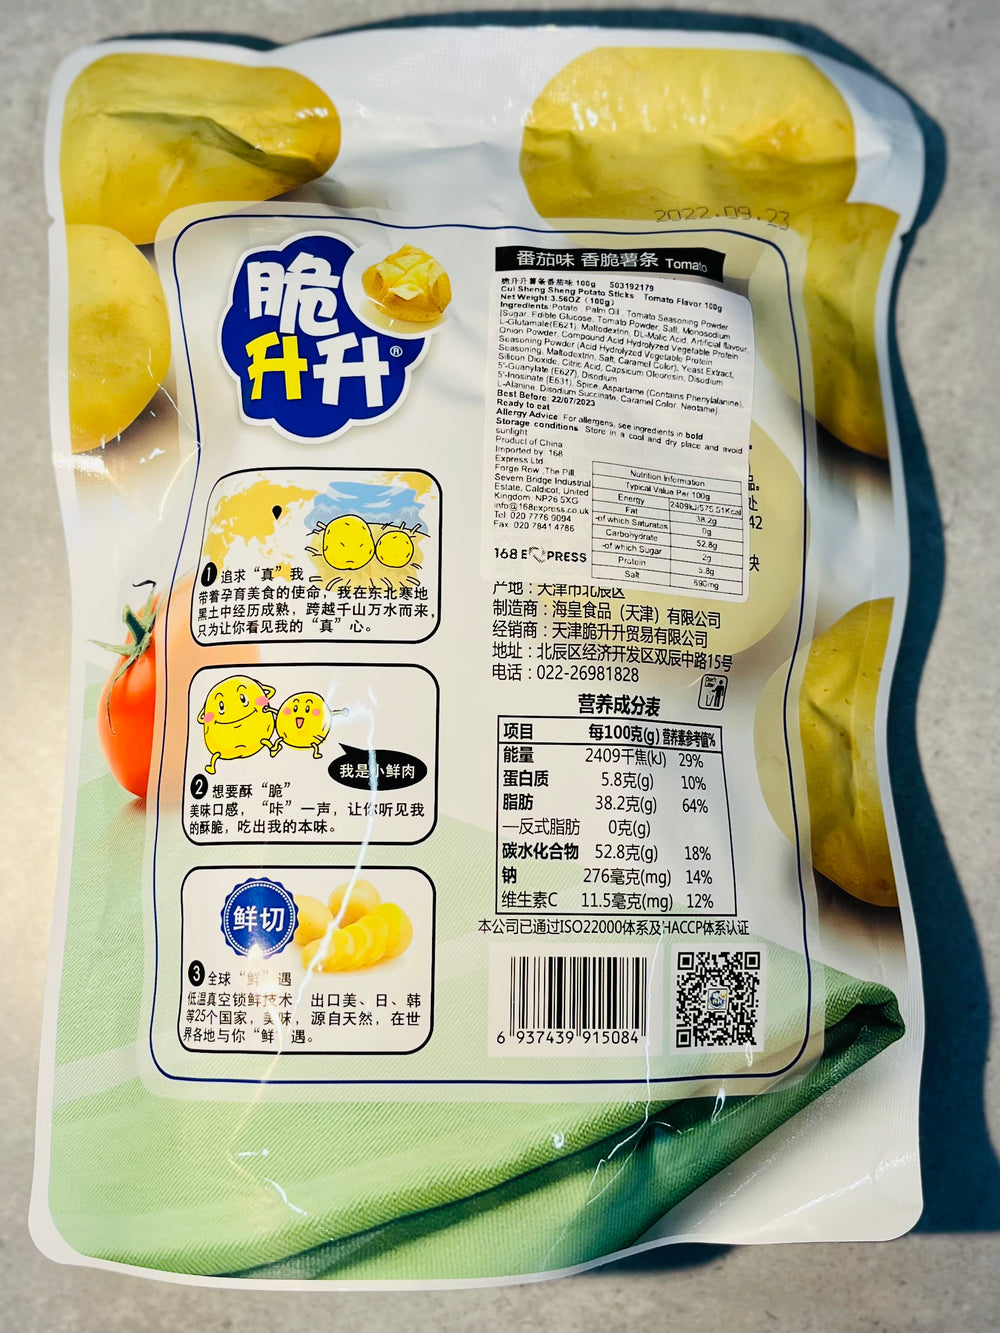 2022.09.23
脆
升升®
番茄味 香脆薯条 Tomato
脆升升薯条番茄味 100g 503192179
Cui Sheng Sheng Potato Sticks Tomato Flavor 100g
Net Weight:3.56OZ (100g)
Ingredients:Potato, Palm Oil, Tomato Seasoning Powder
[Sugar, Edible Glucose, Tomato Powder, Salt, Monosodium
L-Glutamate(E621), Maltodextrin, DL-Malic Acid, Artificial flavour,
Onion Powder, Compound Acid Hydrolyzed Vegetable Protein
Seasoning Powder (Acid Hydrolyzed Vegetable Protein
Seasoning, Maltodextrin, Salt, Caramel Color), Yeast Extract,
Silicon Dioxide, Citric Acid, Capsicum Oleoresin, Disodium
5'-Guanylate (E627), Disodium
5'-Inosinate (E631), Spice, Aspartame (Contains Phenylalanine),
L-Alanine, Disodium Succinate, Caramel Color, Neotame].
Best Before 22/07/2023
Ready to eat
Allergy Advice For allergens, see ingredients in bold
Storage conditions Store in a cool and dry place and avoid
sunlight
Product of China
Imported by: 168
Express Ltd
Forge Row, The Pill,
Severn Bridge Industrial
Estate, Caldicot, United
Kingdom, NP26 5XG
info@168express.co.uk
Tel 020 7776 9094
Fax 020 7841 4786
168 EXPRESS
Nutrition Information
Typical Value Per 100g
Energy 2409kJ/575.51Kcal
Fat 38.2g
-of which Saturates 0g
Carbohydrate 52.8g
-of which Sugar 2g
Protein 5.8g
Salt 690mg
品。
处
42
快
产地：天津市北辰区
制造商：海皇食品（天津）有限公司
经销商：天津脆升升贸易有限公司
地址：北辰区经济开发区双辰中路15号
电话：022-26981828
营养成分表
项目 每100克(g) 营养素参考值%
能量 2409千焦(kJ) 29%
蛋白质 5.8克(g) 10%
脂肪 38.2克(g) 64%
—反式脂肪 0克(g)
碳水化合物 52.8克(g) 18%
钠 276毫克(mg) 14%
维生素C 11.5毫克(mg) 12%
本公司已通过ISO22000体系及HACCP体系认证
6 937439 915084
1 追求“真”我
带着孕育美食的使命，我在东北寒地
黑土中经历成熟，跨越千山万水而来，
只为让你看见我的“真”心。
我是小鲜肉
2 想要酥“脆”
美味口感，“咔”一声，让你听见我
的酥脆，吃出我的本味。
鲜切
3 全球“鲜”遇
低温真空锁鲜技术，出口美、日、韩
等25个国家，美味，源自天然，在世
界各地与你“鲜”遇。